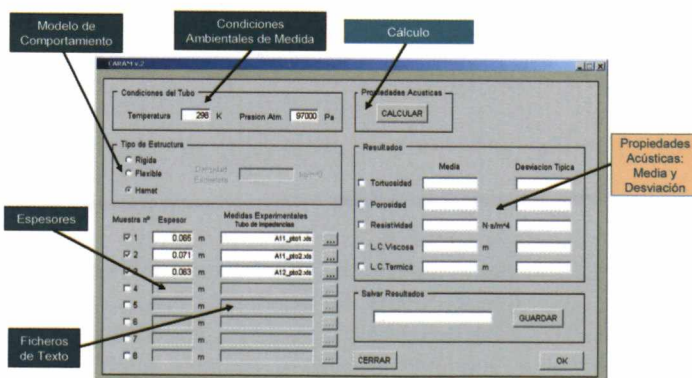 Modelo de
Comportamiento
Condiciones
Ambientales de Medida
Cálculo
CARAM v.2
Condiciones del Tubo
Temperatura 298 K Presion Atm. 97000 Pa
Propiedades Acusticas
CALCULAR
Tipo de Estructura
Rigida
Flexible
Hamet
Densidad
Resultados
Media Desviacion Tipica
Tortuosidad
Porosidad
Resistividad N·s/m^4
L.C.Viscosa m
L.C.Termica m
Propiedades
Acústicas:
Media y
Desviación
Espesores
Muestra nº Espesor Medidas Experimentales
Tubo de Impedancias
1 0.085 m A11_pto1.xls ...
2 0.071 m A11_pto2.xls ...
3 0.083 m A12_pto2.xls ...
4 m ...
5 m ...
6 m ...
7 m ...
8 m ...
Salvar Resultados
GUARDAR
Ficheros
de Texto
CERRAR
OK